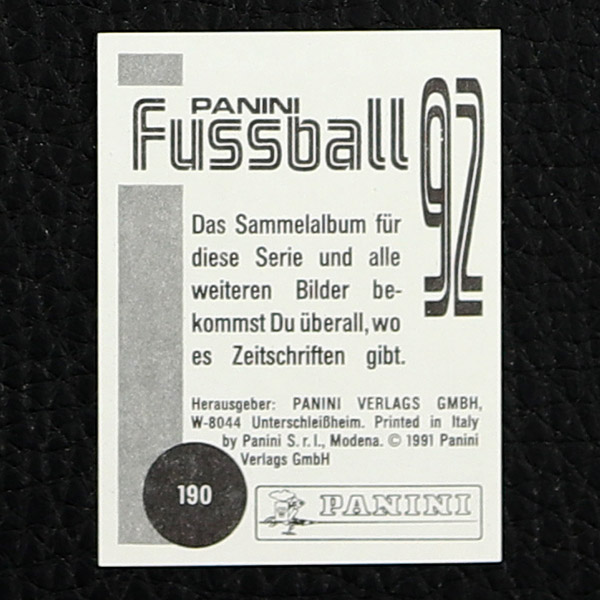 PANINI
Fussball 92
Das Sammelalbum für
diese Serie und alle
weiteren Bilder be-
kommst Du überall, wo
es Zeitschriften gibt.
Herausgeber: PANINI VERLAGS GMBH,
W-8044 Unterschleißheim. Printed in Italy
by Panini S. r. l., Modena. © 1991 Panini
Verlags GmbH
190
PANINI